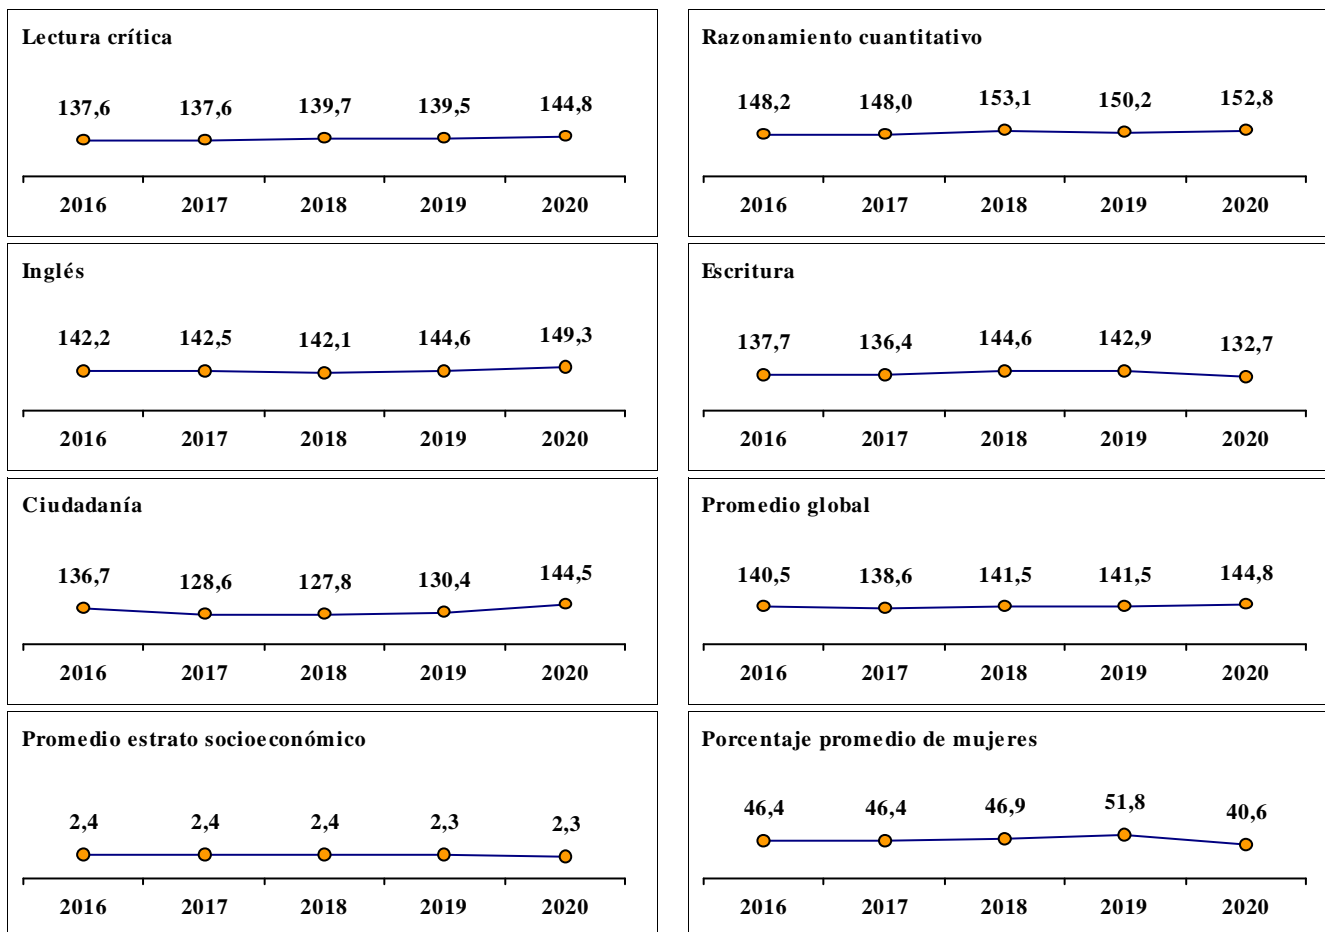 Lectura crítica
137,6 137,6 139,7 139,5 144,8
2016 2017 2018 2019 2020
Razonamiento cuantitativo
148,2 148,0 153,1 150,2 152,8
2016 2017 2018 2019 2020
Inglés
142,2 142,5 142,1 144,6 149,3
2016 2017 2018 2019 2020
Escritura
137,7 136,4 144,6 142,9 132,7
2016 2017 2018 2019 2020
Ciudadanía
136,7 128,6 127,8 130,4 144,5
2016 2017 2018 2019 2020
Promedio global
140,5 138,6 141,5 141,5 144,8
2016 2017 2018 2019 2020
Promedio estrato socioeconómico
2,4 2,4 2,4 2,3 2,3
2016 2017 2018 2019 2020
Porcentaje promedio de mujeres
46,4 46,4 46,9 51,8 40,6
2016 2017 2018 2019 2020